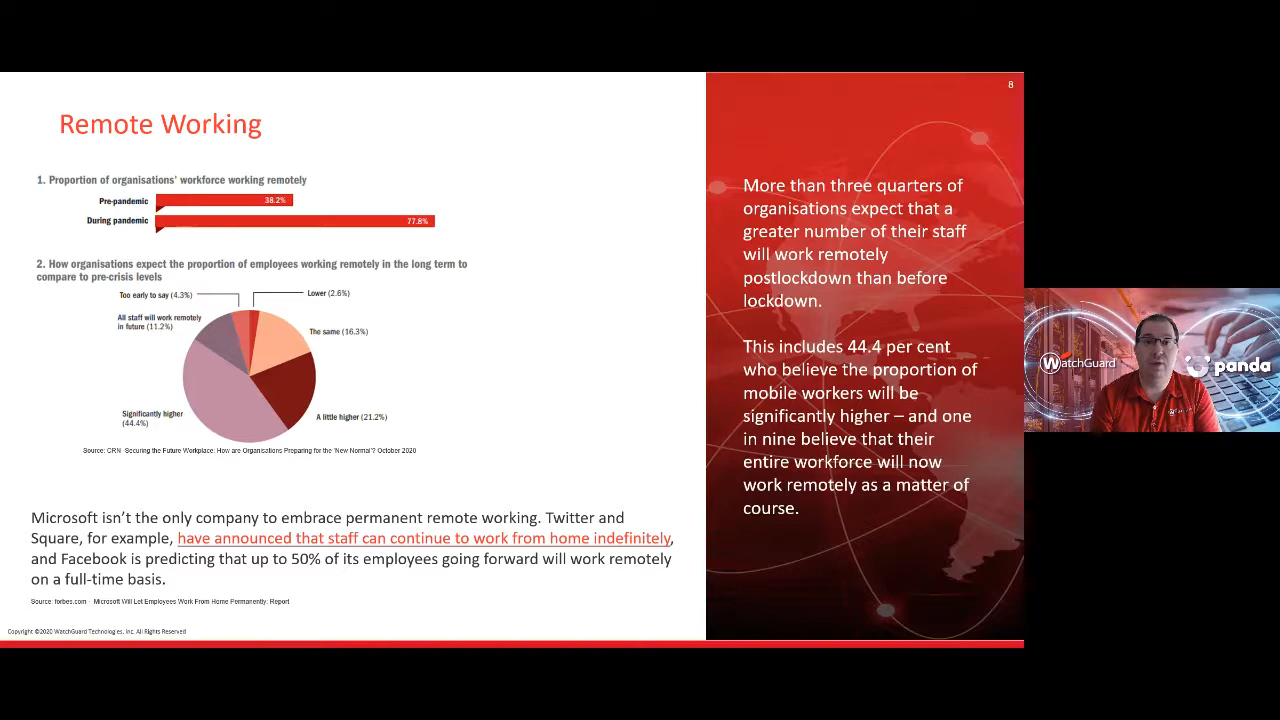 8
Remote Working
1. Proportion of organisations' workforce working remotely
Pre-pandemic
38.2%
During pandemic
77.8%
2. How organisations expect the proportion of employees working remotely in the long term to
compare to pre-crisis levels
Too early to say (4.3%)
Lower (2.6%)
All staff will work remotely
in future (11.2%)
The same (16.3%)
Significantly higher
(44.4%)
A little higher (21.2%)
Source: CRN -Securing the Future Workplace: How are Organisations Preparing for the 'New Normal'? October 2020
Microsoft isn't the only company to embrace permanent remote working. Twitter and
Square, for example, have announced that staff can continue to work from home indefinitely,
and Facebook is predicting that up to 50% of its employees going forward will work remotely
on a full-time basis.
Source: forbes.com - Microsoft Will Let Employees Work From Home Permanently: Report
Copyright ©2020 WatchGuard Technologies, Inc. All Rights Reserved
More than three quarters of
organisations expect that a
greater number of their staff
will work remotely
postlockdown than before
lockdown.
This includes 44.4 per cent
who believe the proportion of
mobile workers will be
significantly higher – and one
in nine believe that their
entire workforce will now
work remotely as a matter of
course.
WatchGuard
panda